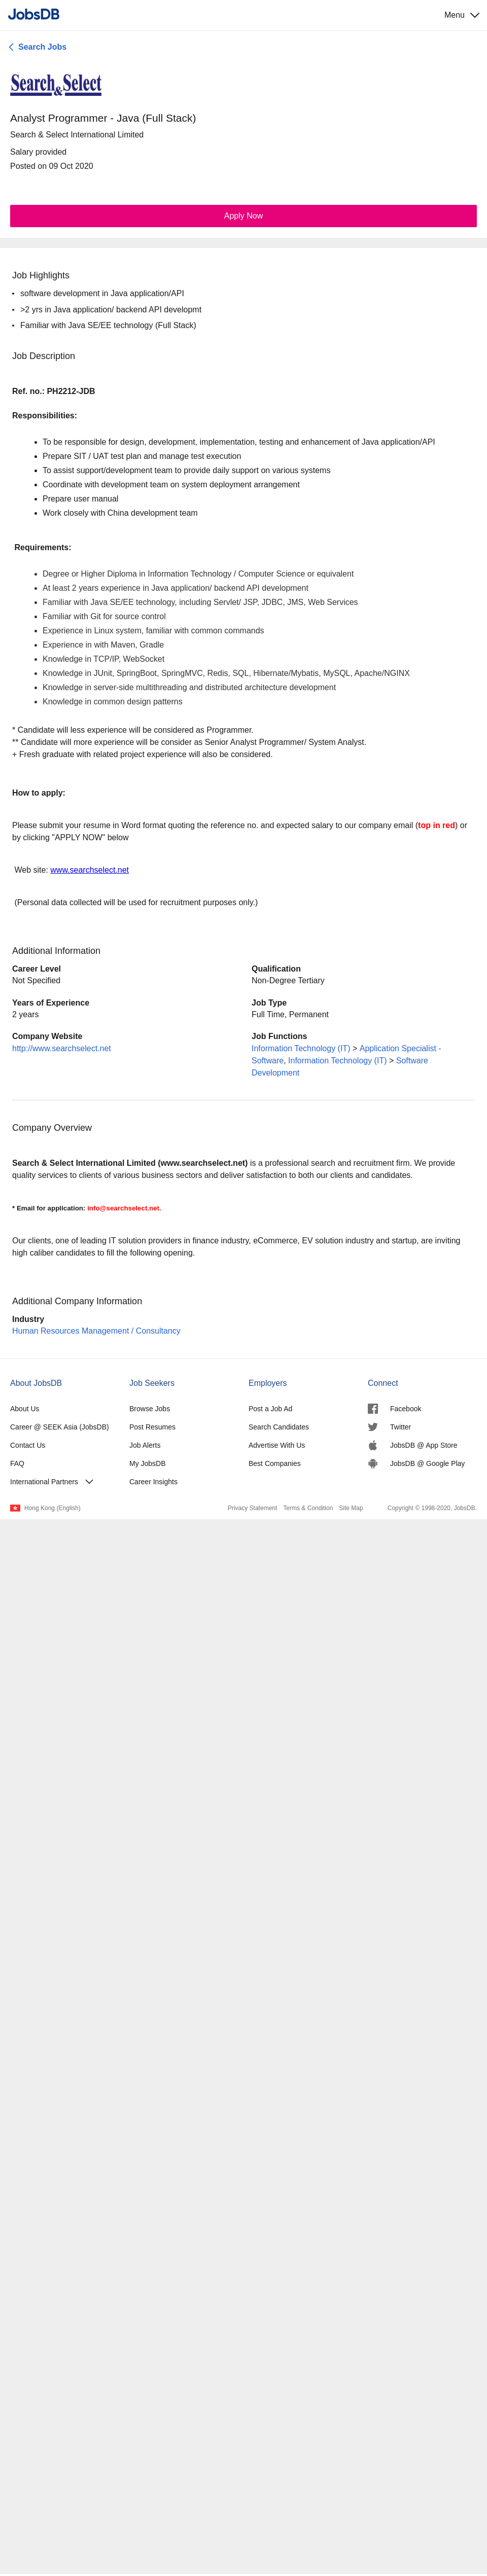 JobsDB
Menu
Search Jobs
Search & Select
Analyst Programmer - Java (Full Stack)
Search & Select International Limited
Salary provided
Posted on 09 Oct 2020
Apply Now
Job Highlights
• software development in Java application/API
• >2 yrs in Java application/ backend API developmt
• Familiar with Java SE/EE technology (Full Stack)
Job Description
Ref. no.: PH2212-JDB
Responsibilities:
• To be responsible for design, development, implementation, testing and enhancement of Java application/API
• Prepare SIT / UAT test plan and manage test execution
• To assist support/development team to provide daily support on various systems
• Coordinate with development team on system deployment arrangement
• Prepare user manual
• Work closely with China development team
Requirements:
• Degree or Higher Diploma in Information Technology / Computer Science or equivalent
• At least 2 years experience in Java application/ backend API development
• Familiar with Java SE/EE technology, including Servlet/ JSP, JDBC, JMS, Web Services
• Familiar with Git for source control
• Experience in Linux system, familiar with common commands
• Experience in with Maven, Gradle
• Knowledge in TCP/IP, WebSocket
• Knowledge in JUnit, SpringBoot, SpringMVC, Redis, SQL, Hibernate/Mybatis, MySQL, Apache/NGINX
• Knowledge in server-side multithreading and distributed architecture development
• Knowledge in common design patterns
* Candidate will less experience will be considered as Programmer.
** Candidate will more experience will be consider as Senior Analyst Programmer/ System Analyst.
+ Fresh graduate with related project experience will also be considered.
How to apply:
Please submit your resume in Word format quoting the reference no. and expected salary to our company email (top in red) or
by clicking "APPLY NOW" below
Web site: www.searchselect.net
(Personal data collected will be used for recruitment purposes only.)
Additional Information
Career Level
Not Specified
Qualification
Non-Degree Tertiary
Years of Experience
2 years
Job Type
Full Time, Permanent
Company Website
http://www.searchselect.net
Job Functions
Information Technology (IT) > Application Specialist -
Software, Information Technology (IT) > Software
Development
Company Overview
Search & Select International Limited (www.searchselect.net) is a professional search and recruitment firm. We provide
quality services to clients of various business sectors and deliver satisfaction to both our clients and candidates.
* Email for application: info@searchselect.net.
Our clients, one of leading IT solution providers in finance industry, eCommerce, EV solution industry and startup, are inviting
high caliber candidates to fill the following opening.
Additional Company Information
Industry
Human Resources Management / Consultancy
About JobsDB
About Us
Career @ SEEK Asia (JobsDB)
Contact Us
FAQ
International Partners
Job Seekers
Browse Jobs
Post Resumes
Job Alerts
My JobsDB
Career Insights
Employers
Post a Job Ad
Search Candidates
Advertise With Us
Best Companies
Connect
Facebook
Twitter
JobsDB @ App Store
JobsDB @ Google Play
Hong Kong (English)
Privacy Statement Terms & Condition Site Map
Copyright © 1998-2020, JobsDB.